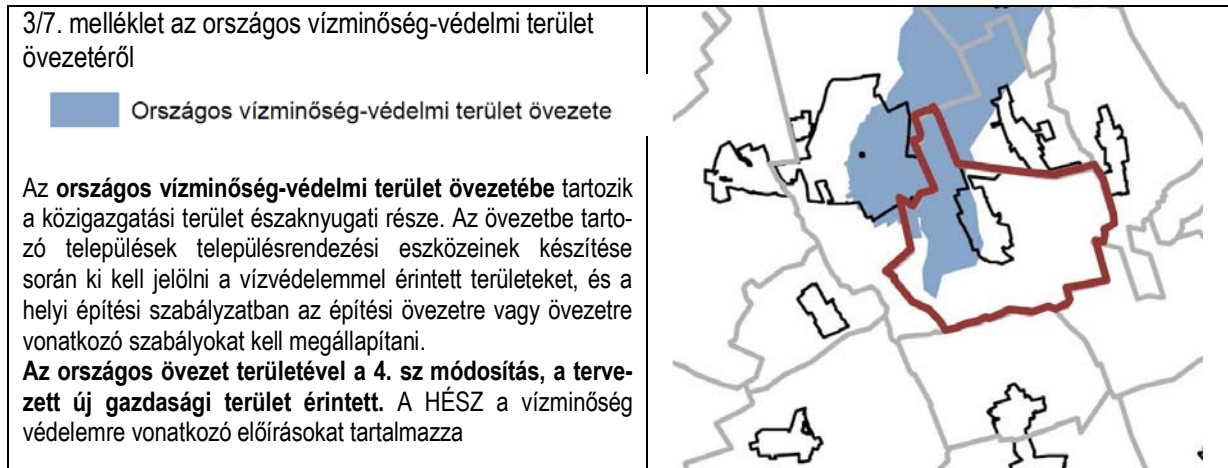 3/7. melléklet az országos vízminőség-védelmi terület
övezetéről
Országos vízminőség-védelmi terület övezete
Az országos vízminőség-védelmi terület övezetébe tartozik
a közigazgatási terület északnyugati része. Az övezetbe tarto-
zó települések településrendezési eszközeinek készítése
során ki kell jelölni a vízvédelemmel érintett területeket, és a
helyi építési szabályzatban az építési övezetre vagy övezetre
vonatkozó szabályokat kell megállapítani.
Az országos övezet területével a 4. sz módosítás, a terve-
zett új gazdasági terület érintett. A HÉSZ a vízminőség
védelemre vonatkozó előírásokat tartalmazza